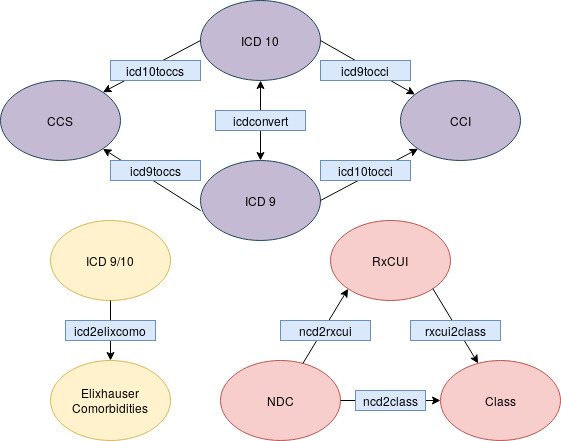 ICD 10
icd10toccs
icd9tocci
CCS
icdconvert
CCI
icd9toccs
icd10tocci
ICD 9
ICD 9/10
RxCUI
icd2elixcomo
ncd2rxcui
rxcui2class
Elixhauser
Comorbidities
NDC
ncd2class
Class